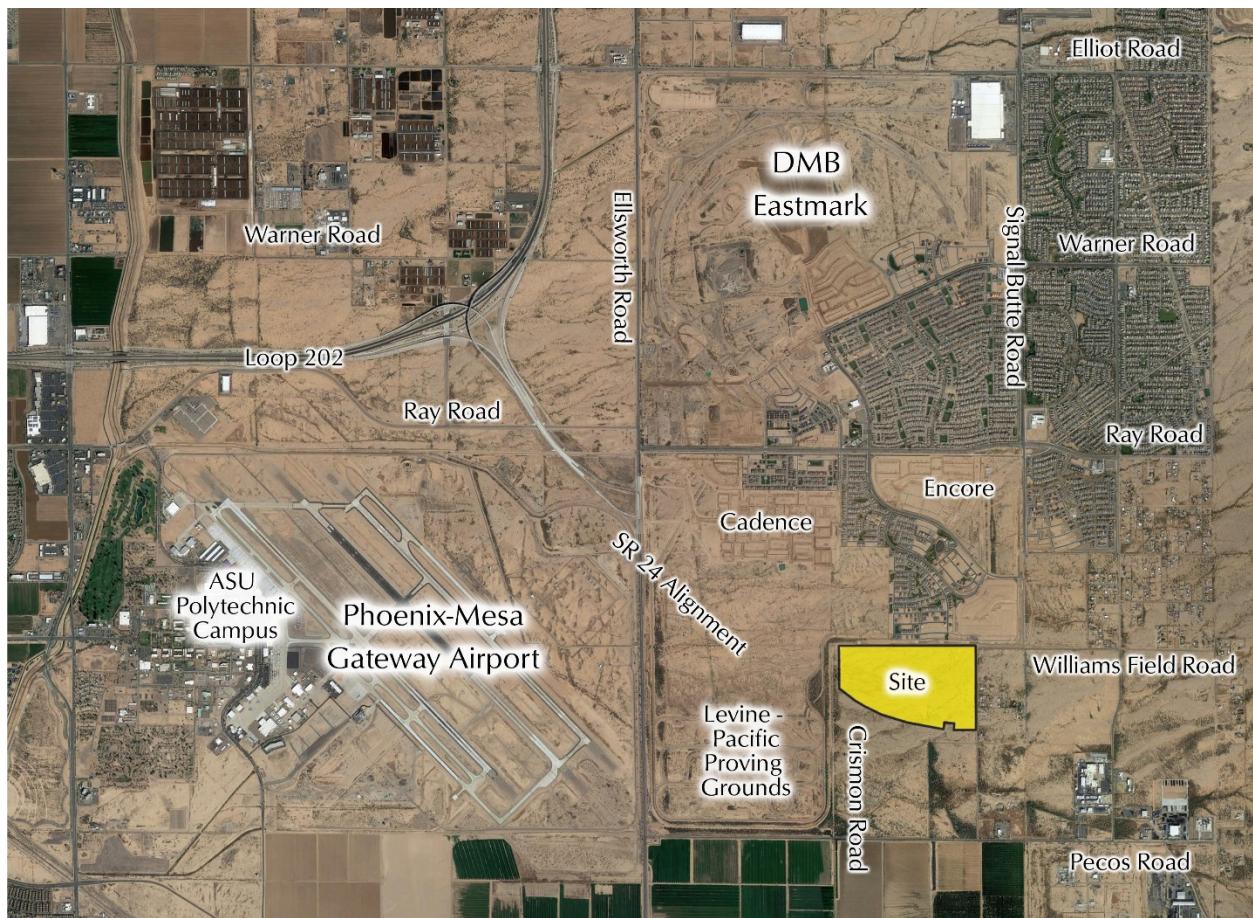 Elliot Road
DMB
Eastmark
Ellsworth Road
Signal Butte Road
Warner Road
Warner Road
Loop 202
Ray Road
Ray Road
Encore
Cadence
SR 24 Alignment
ASU
Polytechnic
Campus
Phoenix-Mesa
Gateway Airport
Williams Field Road
Site
Levine -
Pacific
Proving
Grounds
Crismon Road
Pecos Road